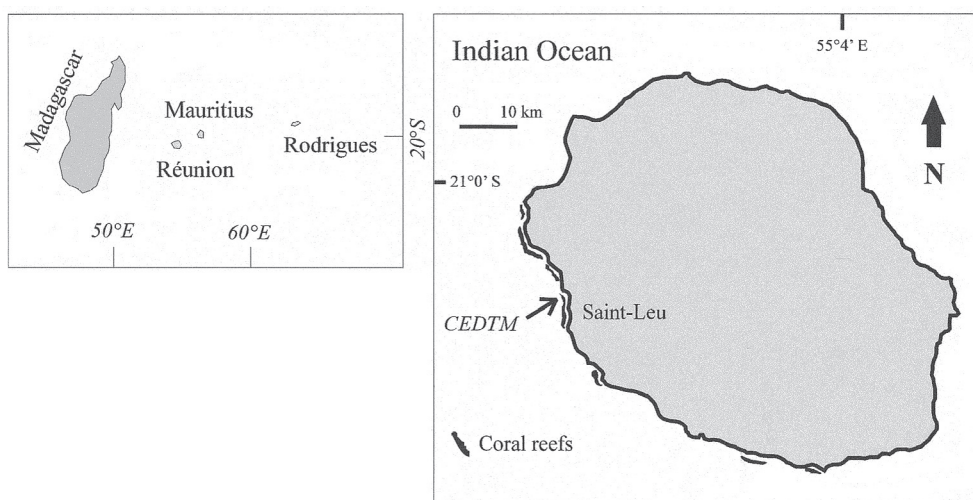 Madagascar
Mauritius
Réunion
Rodrigues
20°S
50°E
60°E
Indian Ocean
55°4' E
0 10 km
N
21°0' S
CEDTM
Saint-Leu
Coral reefs